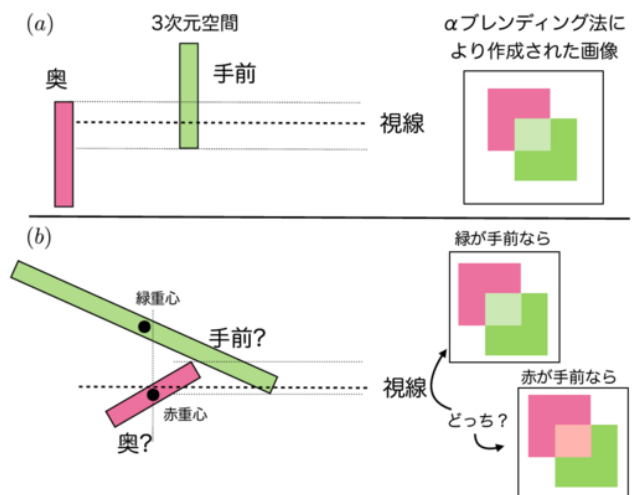 (a)
3次元空間
αブレンディング法に
より作成された画像
奥
手前
視線
(b)
緑重心
手前?
赤重心
奥?
視線
緑が手前なら
どっち？
赤が手前なら